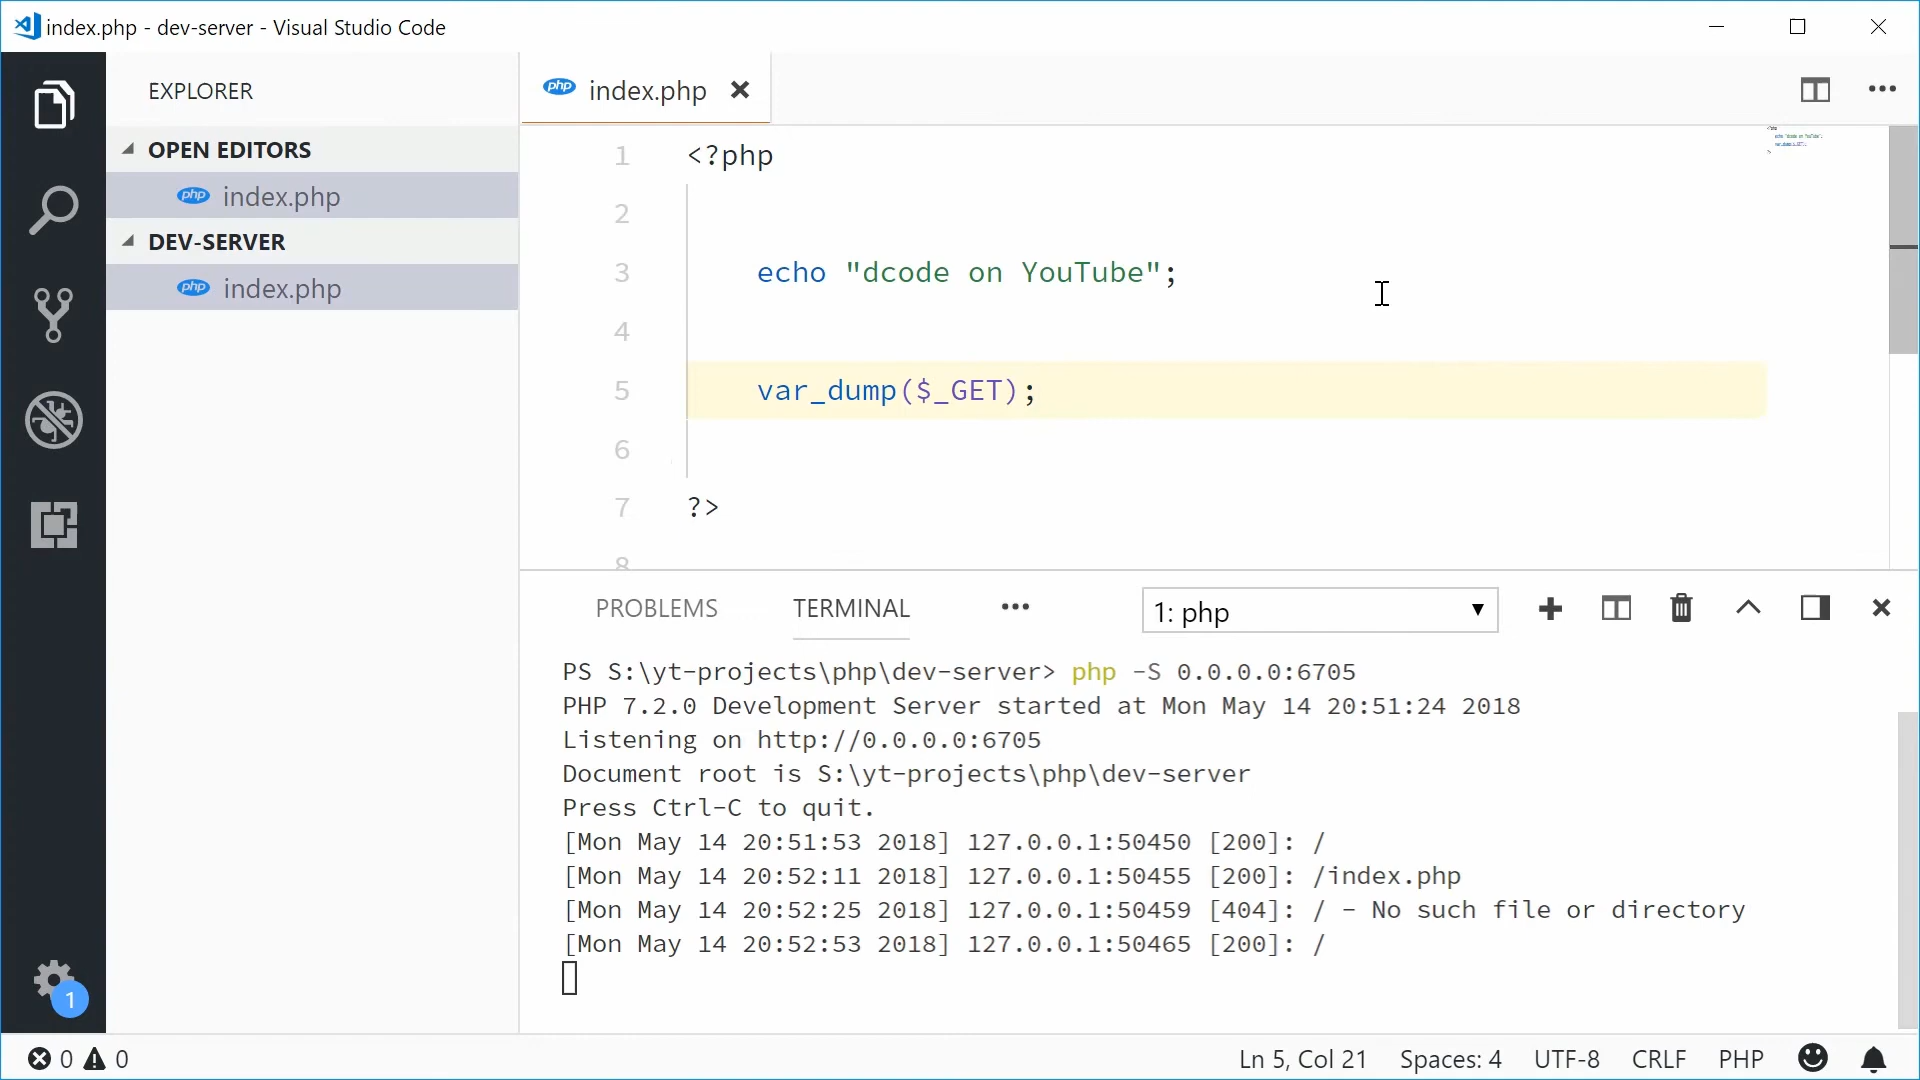 index.php - dev-server - Visual Studio Code
EXPLORER
OPEN EDITORS
php index.php
DEV-SERVER
php index.php
php index.php
1 <?php
2
3 echo "dcode on YouTube";
4
5 var_dump($_GET);
6
7 ?>
8
PROBLEMS TERMINAL 1: php
PS S:\yt-projects\php\dev-server> php -S 0.0.0.0:6705
PHP 7.2.0 Development Server started at Mon May 14 20:51:24 2018
Listening on http://0.0.0.0:6705
Document root is S:\yt-projects\php\dev-server
Press Ctrl-C to quit.
[Mon May 14 20:51:53 2018] 127.0.0.1:50450 [200]: /
[Mon May 14 20:52:11 2018] 127.0.0.1:50455 [200]: /index.php
[Mon May 14 20:52:25 2018] 127.0.0.1:50459 [404]: / - No such file or directory
[Mon May 14 20:52:53 2018] 127.0.0.1:50465 [200]: /
1
0 0 Ln 5, Col 21 Spaces: 4 UTF-8 CRLF PHP